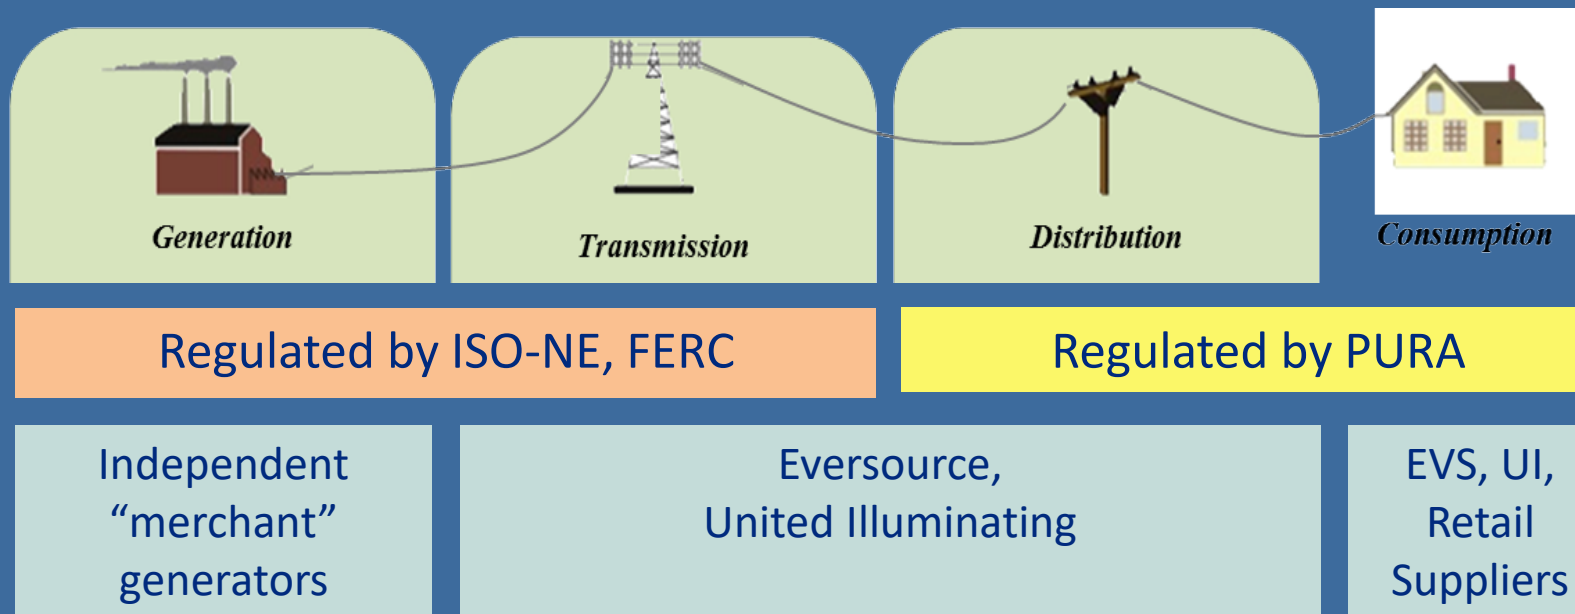 Generation
Transmission
Distribution
Consumption
Regulated by ISO-NE, FERC
Regulated by PURA
Independent
“merchant”
generators
Eversource,
United Illuminating
EVS, UI,
Retail
Suppliers